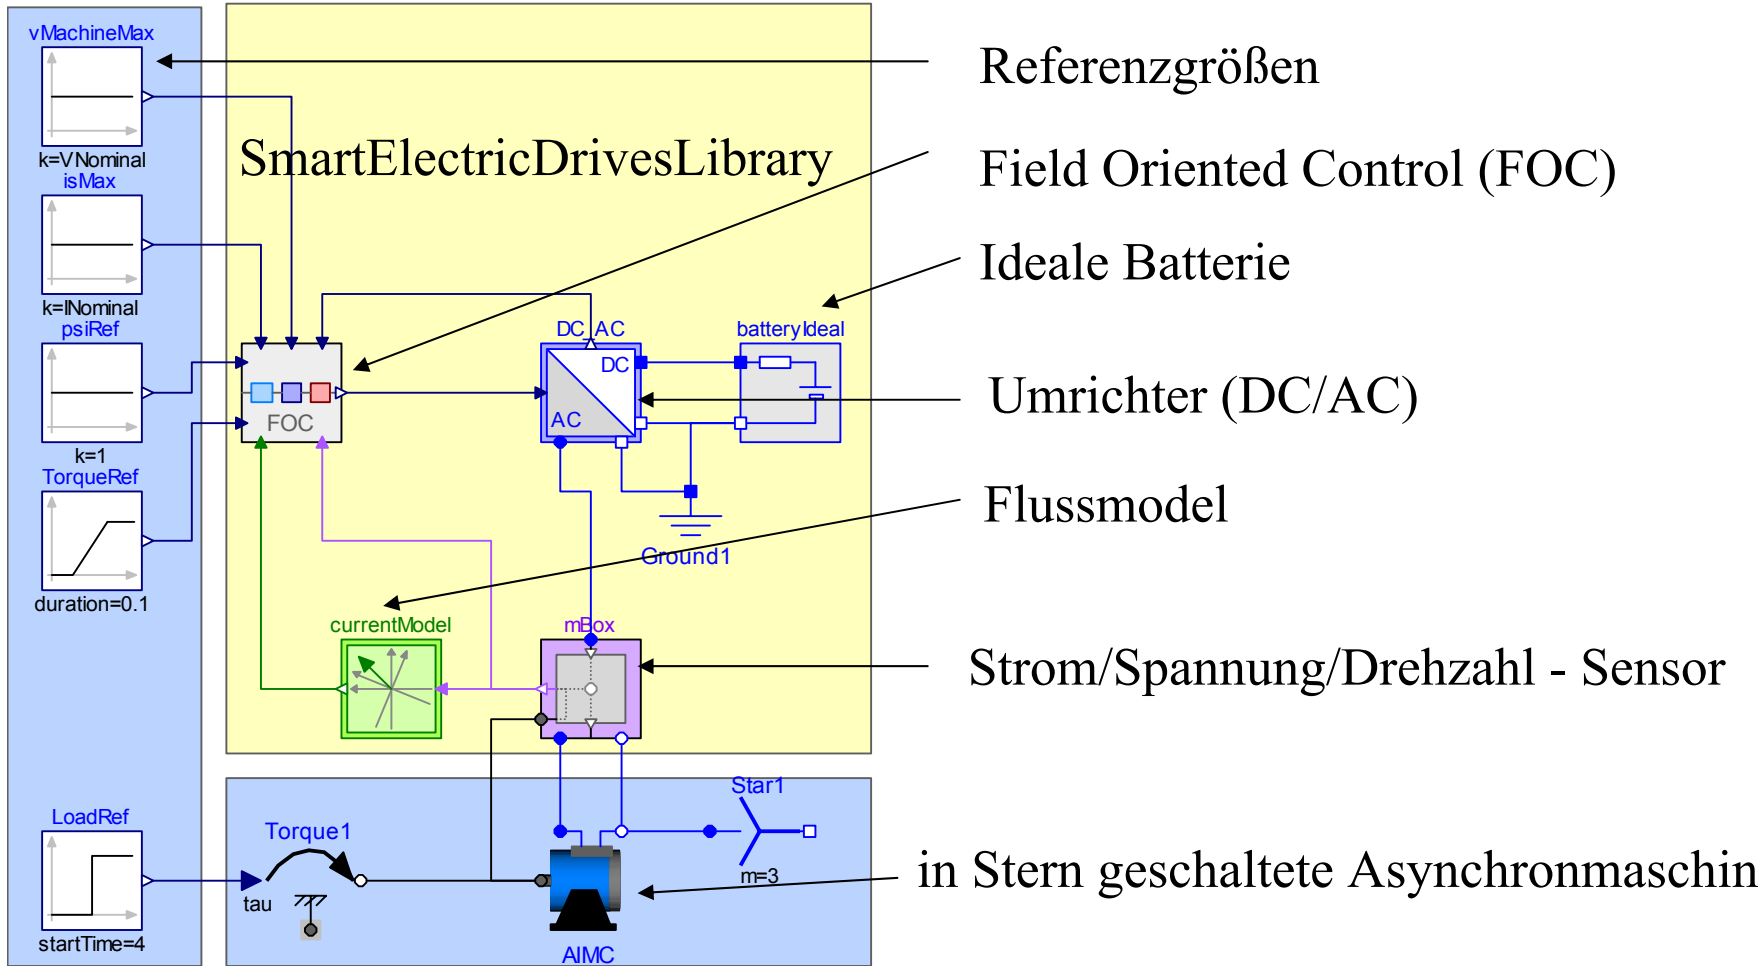 vMachineMax
k=VNominal
isMax
k=INominal
psiRef
k=1
TorqueRef
duration=0.1
LoadRef
startTime=4
SmartElectricDrivesLibrary
FOC
DC AC
DC
AC
batteryIdeal
Ground1
currentModel
mBox
Torque1
tau
Star1
m=3
AIMC
Referenzgrößen
Field Oriented Control (FOC)
Ideale Batterie
Umrichter (DC/AC)
Flussmodel
Strom/Spannung/Drehzahl - Sensor
in Stern geschaltete Asynchronmaschin